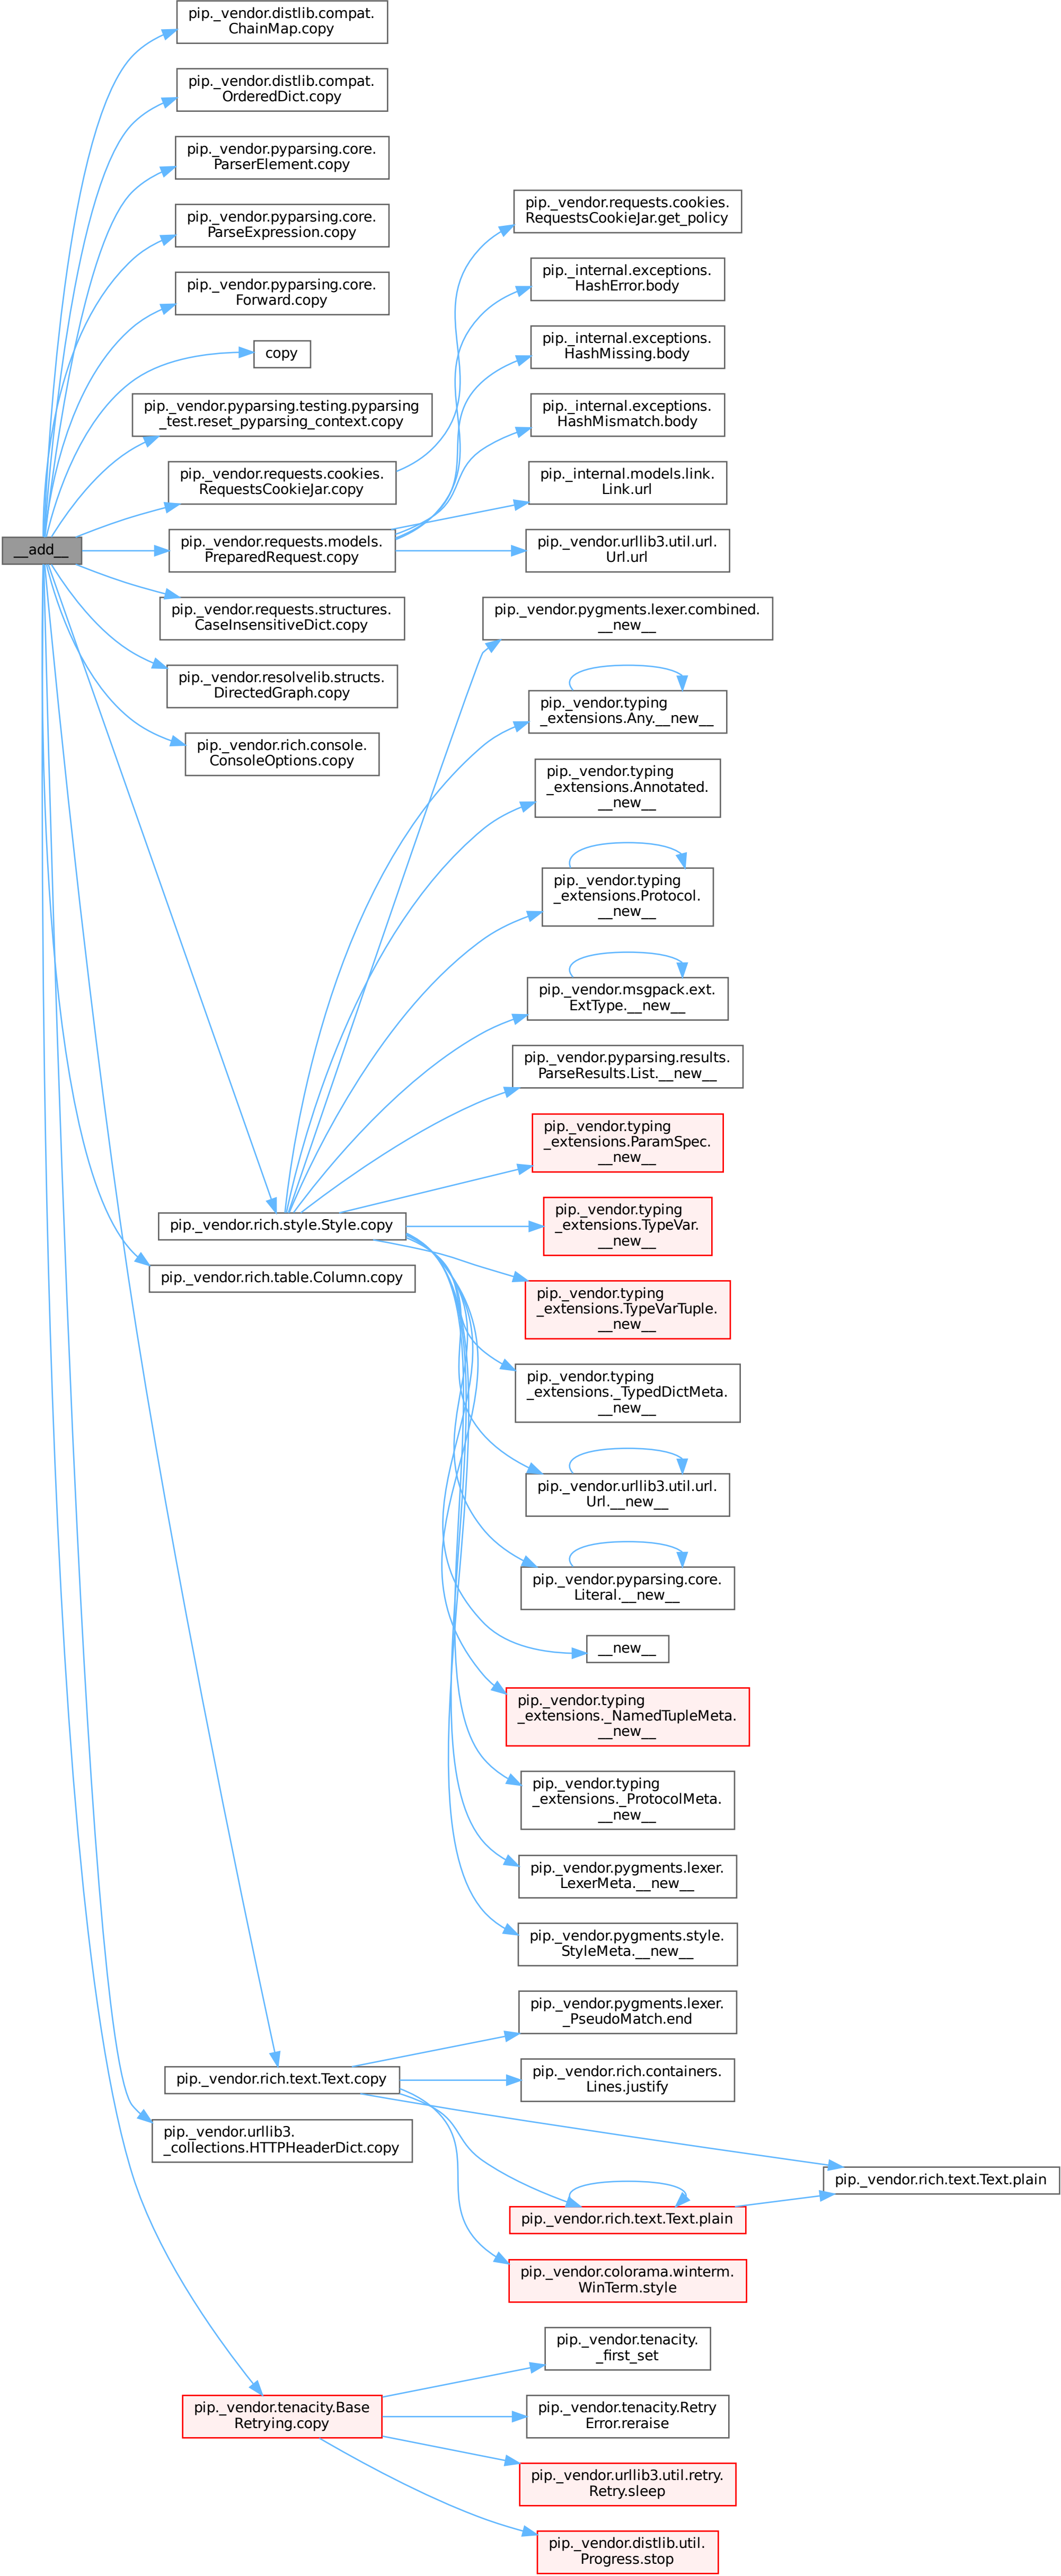 __add__
pip._vendor.distlib.compat.
ChainMap.copy
pip._vendor.distlib.compat.
OrderedDict.copy
pip._vendor.pyparsing.core.
ParserElement.copy
pip._vendor.pyparsing.core.
ParseExpression.copy
pip._vendor.pyparsing.core.
Forward.copy
copy
pip._vendor.pyparsing.testing.pyparsing
_test.reset_pyparsing_context.copy
pip._vendor.requests.cookies.
RequestsCookieJar.copy
pip._vendor.requests.models.
PreparedRequest.copy
pip._vendor.requests.structures.
CaseInsensitiveDict.copy
pip._vendor.resolvelib.structs.
DirectedGraph.copy
pip._vendor.rich.console.
ConsoleOptions.copy
pip._vendor.rich.style.Style.copy
pip._vendor.rich.table.Column.copy
pip._vendor.rich.text.Text.copy
pip._vendor.urllib3.
_collections.HTTPHeaderDict.copy
pip._vendor.tenacity.Base
Retrying.copy
pip._vendor.requests.cookies.
RequestsCookieJar.get_policy
pip._internal.exceptions.
HashError.body
pip._internal.exceptions.
HashMissing.body
pip._internal.exceptions.
HashMismatch.body
pip._internal.models.link.
Link.url
pip._vendor.urllib3.util.url.
Url.url
pip._vendor.pygments.lexer.combined.
__new__
pip._vendor.typing
_extensions.Any.__new__
pip._vendor.typing
_extensions.Annotated.
__new__
pip._vendor.typing
_extensions.Protocol.
__new__
pip._vendor.msgpack.ext.
ExtType.__new__
pip._vendor.pyparsing.results.
ParseResults.List.__new__
pip._vendor.typing
_extensions.ParamSpec.
__new__
pip._vendor.typing
_extensions.TypeVar.
__new__
pip._vendor.typing
_extensions.TypeVarTuple.
__new__
pip._vendor.typing
_extensions._TypedDictMeta.
__new__
pip._vendor.urllib3.util.url.
Url.__new__
pip._vendor.pyparsing.core.
Literal.__new__
__new__
pip._vendor.typing
_extensions._NamedTupleMeta.
__new__
pip._vendor.typing
_extensions._ProtocolMeta.
__new__
pip._vendor.pygments.lexer.
LexerMeta.__new__
pip._vendor.pygments.style.
StyleMeta.__new__
pip._vendor.pygments.lexer.
_PseudoMatch.end
pip._vendor.rich.containers.
Lines.justify
pip._vendor.rich.text.Text.plain
pip._vendor.rich.text.Text.plain
pip._vendor.colorama.winterm.
WinTerm.style
pip._vendor.tenacity.
_first_set
pip._vendor.tenacity.Retry
Error.reraise
pip._vendor.urllib3.util.retry.
Retry.sleep
pip._vendor.distlib.util.
Progress.stop